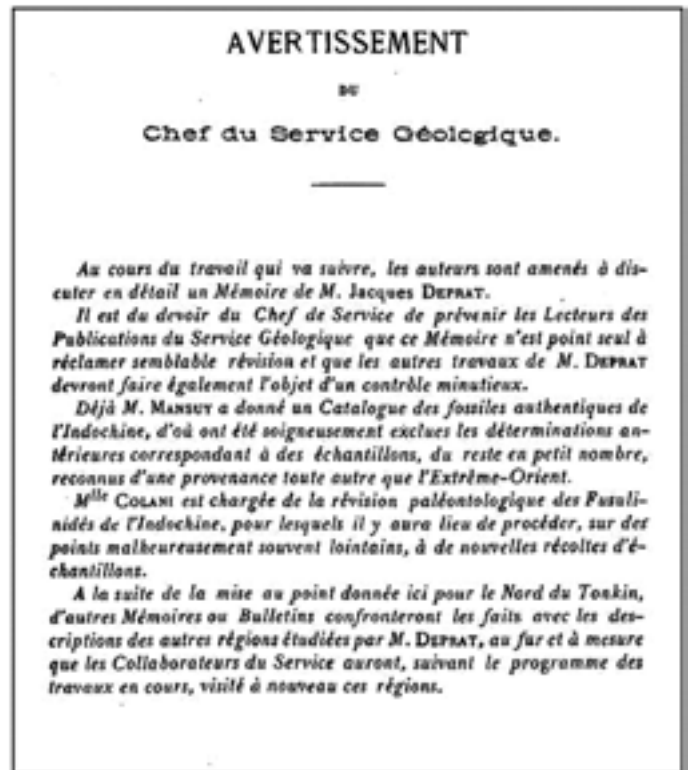 AVERTISSEMENT
DU
Chef du Service Géologique.
Au cours du travail qui va suivre, les auteurs sont amenés à dis-
cuter en détail un Mémoire de M. Jacques DEPRAT.
Il est du devoir du Chef de Service de prévenir les Lecteurs des
Publications du Service Géologique que ce Mémoire n'est point seul à
réclamer semblable révision et que les autres travaux de M. DEPRAT
devront faire également l'objet d'un contrôle minutieux.
Déjà M. MANSUY a donné un Catalogue des fossiles authentiques de
l'Indochine, d'où ont été soigneusement exclues les déterminations an-
térieures correspondant à des échantillons, du reste en petit nombre,
reconnus d'une provenance toute autre que l'Extrême-Orient.
Mlle COLANI est chargée de la révision paléontologique des Fusuli-
nidés de l'Indochine, pour lesquels il y aura lieu de procéder, sur des
points malheureusement souvent lointains, à de nouvelles récoltes d'é-
chantillons.
A la suite de la mise au point donnée ici pour le Nord du Tonkin,
d'autres Mémoires ou Bulletins confronteront les faits avec les des-
criptions des autres régions étudiées par M. DEPRAT, au fur et à mesure
que les Collaborateurs du Service auront, suivant le programme des
travaux en cours, visité à nouveau ces régions.